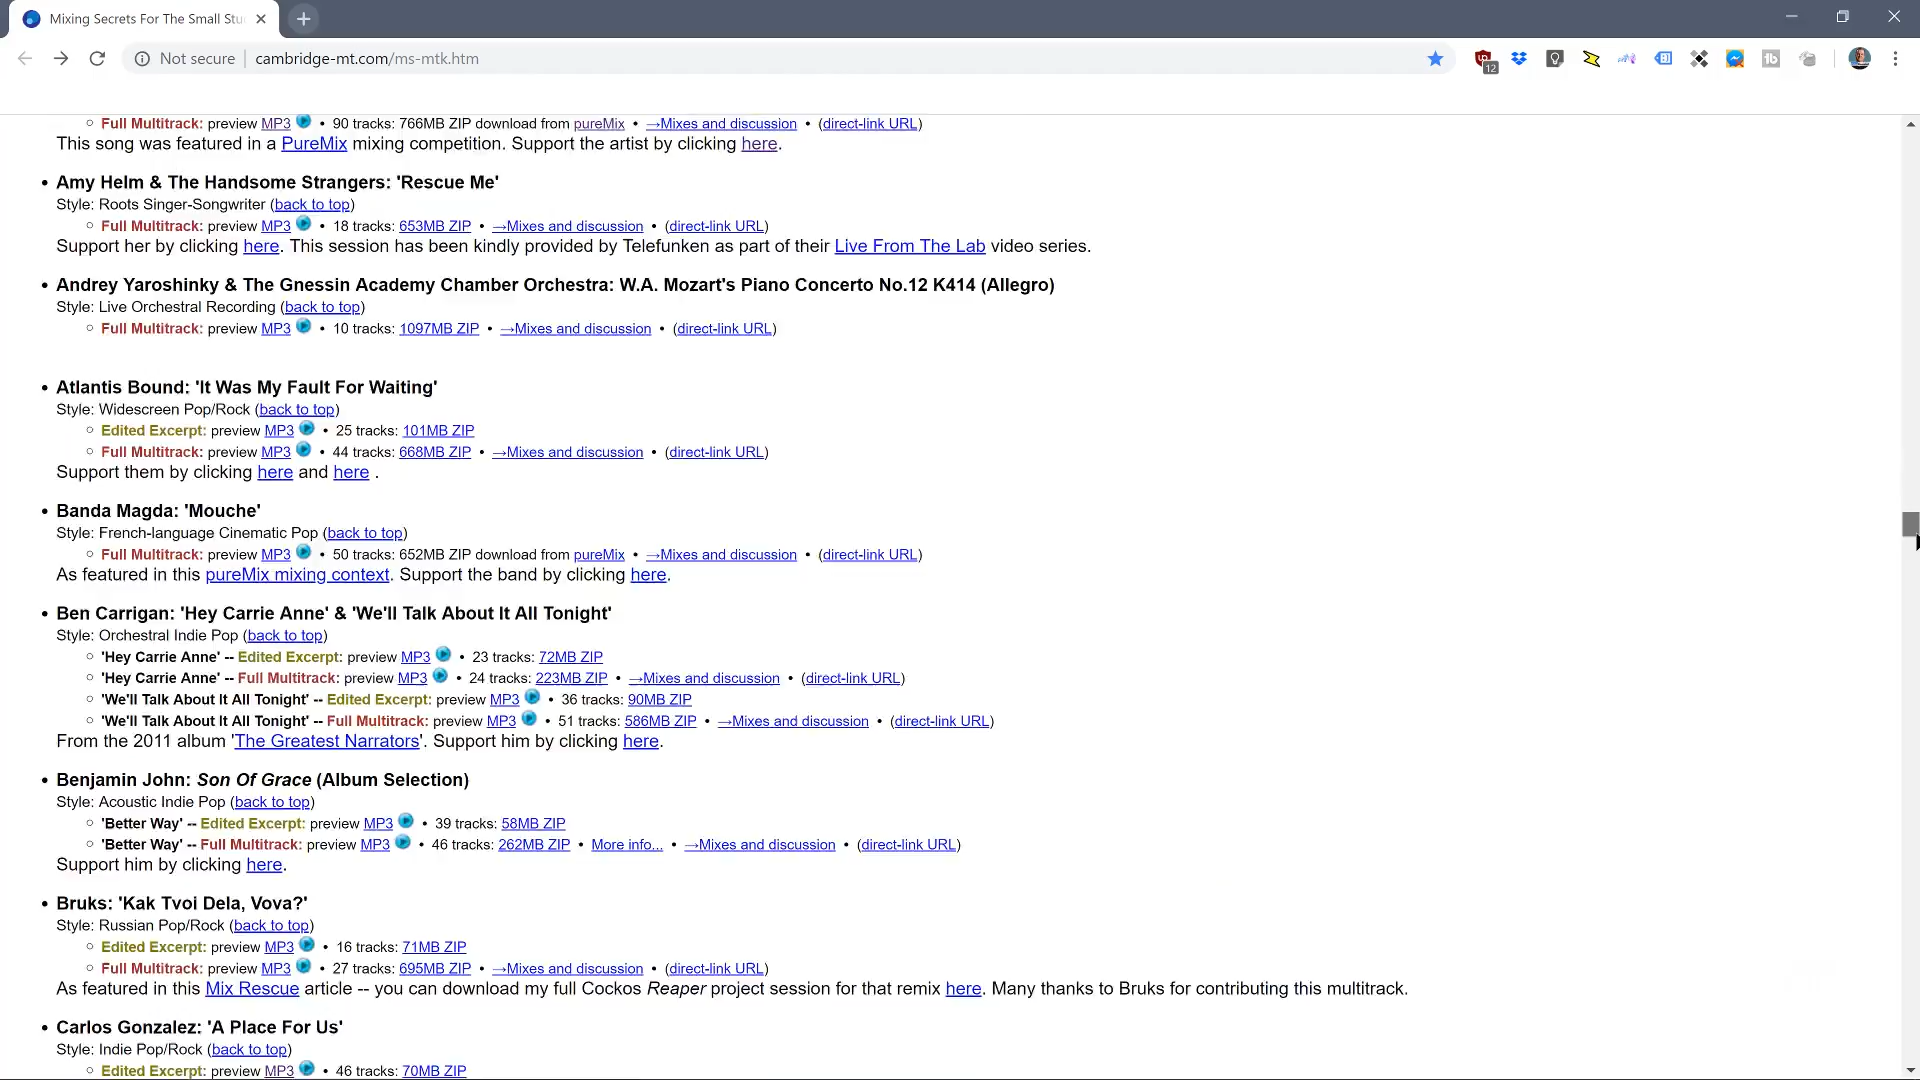 Mixing Secrets For The Small Stu
Not secure | cambridge-mt.com/ms-mtk.htm
12
○ Full Multitrack: preview MP3 • 90 tracks: 766MB ZIP download from pureMix • →Mixes and discussion • (direct-link URL)
This song was featured in a PureMix mixing competition. Support the artist by clicking here.
• Amy Helm & The Handsome Strangers: 'Rescue Me'
Style: Roots Singer-Songwriter (back to top)
○ Full Multitrack: preview MP3 • 18 tracks: 653MB ZIP • →Mixes and discussion • (direct-link URL)
Support her by clicking here. This session has been kindly provided by Telefunken as part of their Live From The Lab video series.
• Andrey Yaroshinky & The Gnessin Academy Chamber Orchestra: W.A. Mozart's Piano Concerto No.12 K414 (Allegro)
Style: Live Orchestral Recording (back to top)
○ Full Multitrack: preview MP3 • 10 tracks: 1097MB ZIP • →Mixes and discussion • (direct-link URL)
• Atlantis Bound: 'It Was My Fault For Waiting'
Style: Widescreen Pop/Rock (back to top)
○ Edited Excerpt: preview MP3 • 25 tracks: 101MB ZIP
○ Full Multitrack: preview MP3 • 44 tracks: 668MB ZIP • →Mixes and discussion • (direct-link URL)
Support them by clicking here and here .
• Banda Magda: 'Mouche'
Style: French-language Cinematic Pop (back to top)
○ Full Multitrack: preview MP3 • 50 tracks: 652MB ZIP download from pureMix • →Mixes and discussion • (direct-link URL)
As featured in this pureMix mixing context. Support the band by clicking here.
• Ben Carrigan: 'Hey Carrie Anne' & 'We'll Talk About It All Tonight'
Style: Orchestral Indie Pop (back to top)
○ 'Hey Carrie Anne' -- Edited Excerpt: preview MP3 • 23 tracks: 72MB ZIP
○ 'Hey Carrie Anne' -- Full Multitrack: preview MP3 • 24 tracks: 223MB ZIP • →Mixes and discussion • (direct-link URL)
○ 'We'll Talk About It All Tonight' -- Edited Excerpt: preview MP3 • 36 tracks: 90MB ZIP
○ 'We'll Talk About It All Tonight' -- Full Multitrack: preview MP3 • 51 tracks: 586MB ZIP • →Mixes and discussion • (direct-link URL)
From the 2011 album 'The Greatest Narrators'. Support him by clicking here.
• Benjamin John: Son Of Grace (Album Selection)
Style: Acoustic Indie Pop (back to top)
○ 'Better Way' -- Edited Excerpt: preview MP3 • 39 tracks: 58MB ZIP
○ 'Better Way' -- Full Multitrack: preview MP3 • 46 tracks: 262MB ZIP • More info... • →Mixes and discussion • (direct-link URL)
Support him by clicking here.
• Bruks: 'Kak Tvoi Dela, Vova?'
Style: Russian Pop/Rock (back to top)
○ Edited Excerpt: preview MP3 • 16 tracks: 71MB ZIP
○ Full Multitrack: preview MP3 • 27 tracks: 695MB ZIP • →Mixes and discussion • (direct-link URL)
As featured in this Mix Rescue article -- you can download my full Cockos Reaper project session for that remix here. Many thanks to Bruks for contributing this multitrack.
• Carlos Gonzalez: 'A Place For Us'
Style: Indie Pop/Rock (back to top)
○ Edited Excerpt: preview MP3 • 46 tracks: 70MB ZIP